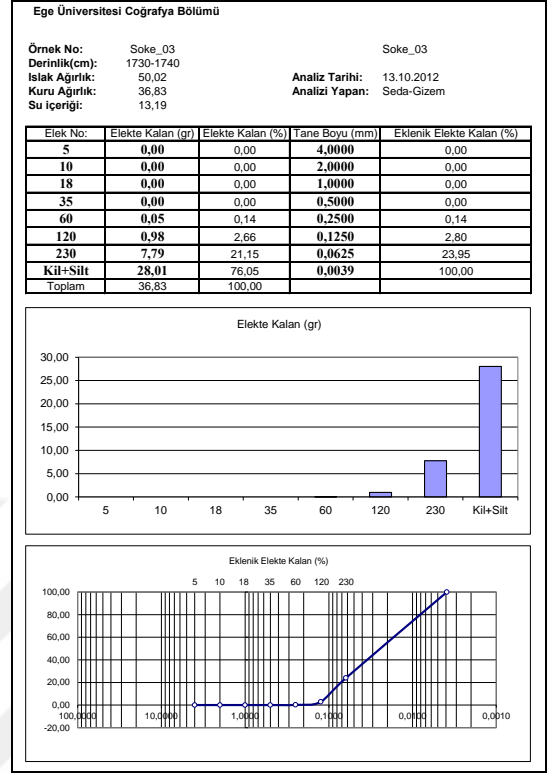 Ege Üniversitesi Coğrafya Bölümü
Örnek No: Soke_03 Soke_03
Derinlik(cm): 1730-1740
Islak Ağırlık: 50,02 Analiz Tarihi: 13.10.2012
Kuru Ağırlık: 36,83 Analizi Yapan: Seda-Gizem
Su içeriği: 13,19
Elek No: Elekte Kalan (gr) Elekte Kalan (%) Tane Boyu (mm) Eklenik Elekte Kalan (%)
5 0,00 0,00 4,0000 0,00
10 0,00 0,00 2,0000 0,00
18 0,00 0,00 1,0000 0,00
35 0,00 0,00 0,5000 0,00
60 0,05 0,14 0,2500 0,14
120 0,98 2,66 0,1250 2,80
230 7,79 21,15 0,0625 23,95
Kil+Silt 28,01 76,05 0,0039 100,00
Toplam 36,83 100,00
Elekte Kalan (gr)
30,00
25,00
20,00
15,00
10,00
5,00
0,00
5 10 18 35 60 120 230 Kil+Silt
Eklenik Elekte Kalan (%)
5 10 18 35 60 120 230
100,00
80,00
60,00
40,00
20,00
0,00
100,0000 10,0000 1,0000 0,1000 0,0100 0,0010
-20,00